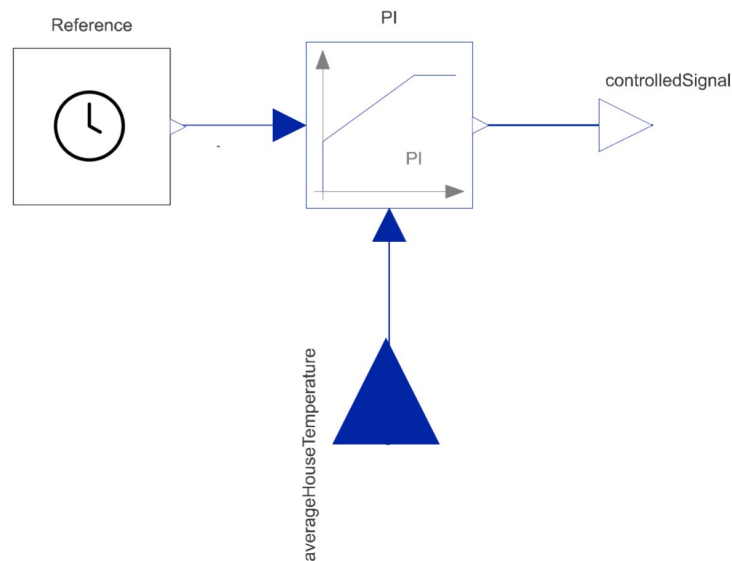 Reference
PI
controlledSignal
PI
averageHouseTemperature